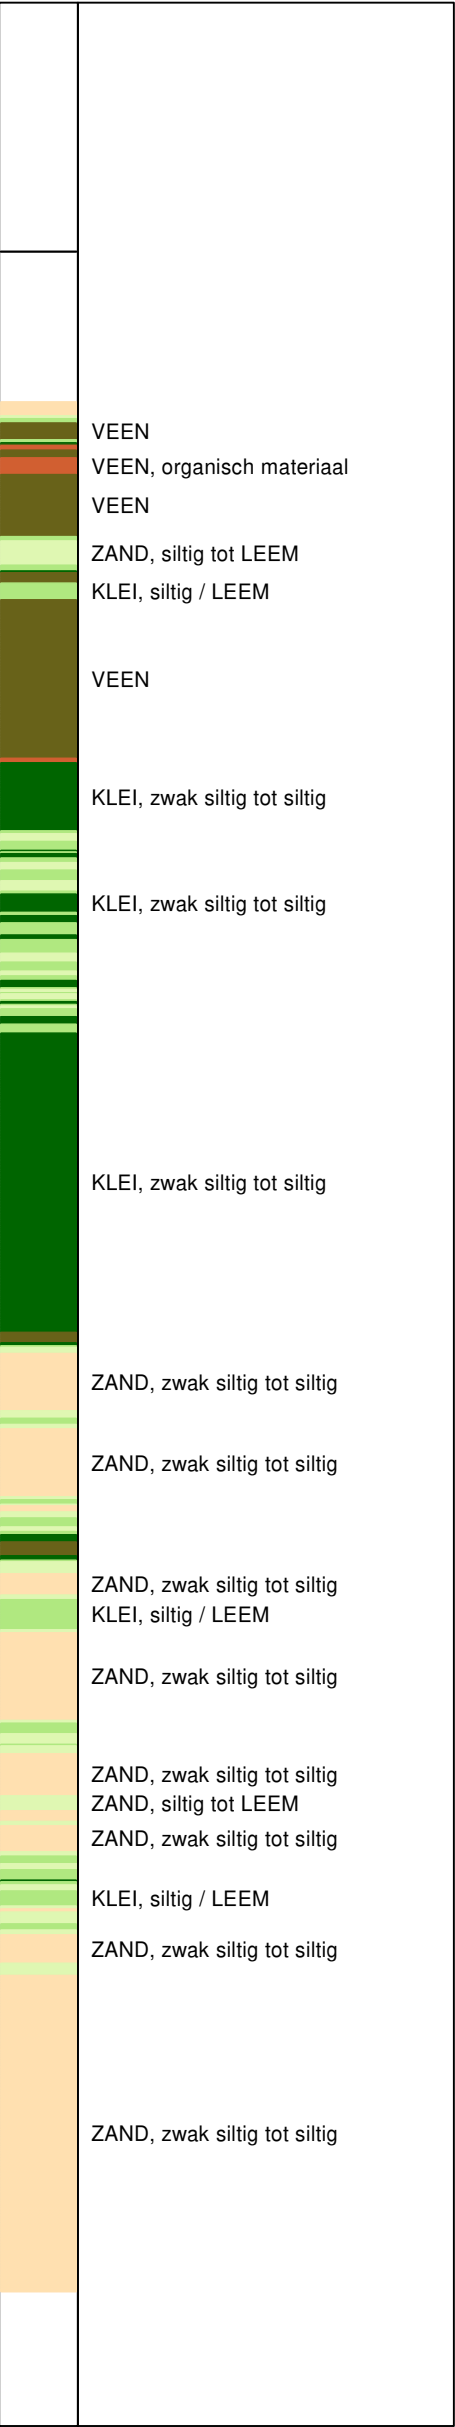 VEEN
VEEN, organisch materiaal
VEEN
ZAND, siltig tot LEEM
KLEI, siltig / LEEM
VEEN
KLEI, zwak siltig tot siltig
KLEI, zwak siltig tot siltig
KLEI, zwak siltig tot siltig
ZAND, zwak siltig tot siltig
ZAND, zwak siltig tot siltig
ZAND, zwak siltig tot siltig
KLEI, siltig / LEEM
ZAND, zwak siltig tot siltig
ZAND, zwak siltig tot siltig
ZAND, siltig tot LEEM
ZAND, zwak siltig tot siltig
KLEI, siltig / LEEM
ZAND, zwak siltig tot siltig
ZAND, zwak siltig tot siltig